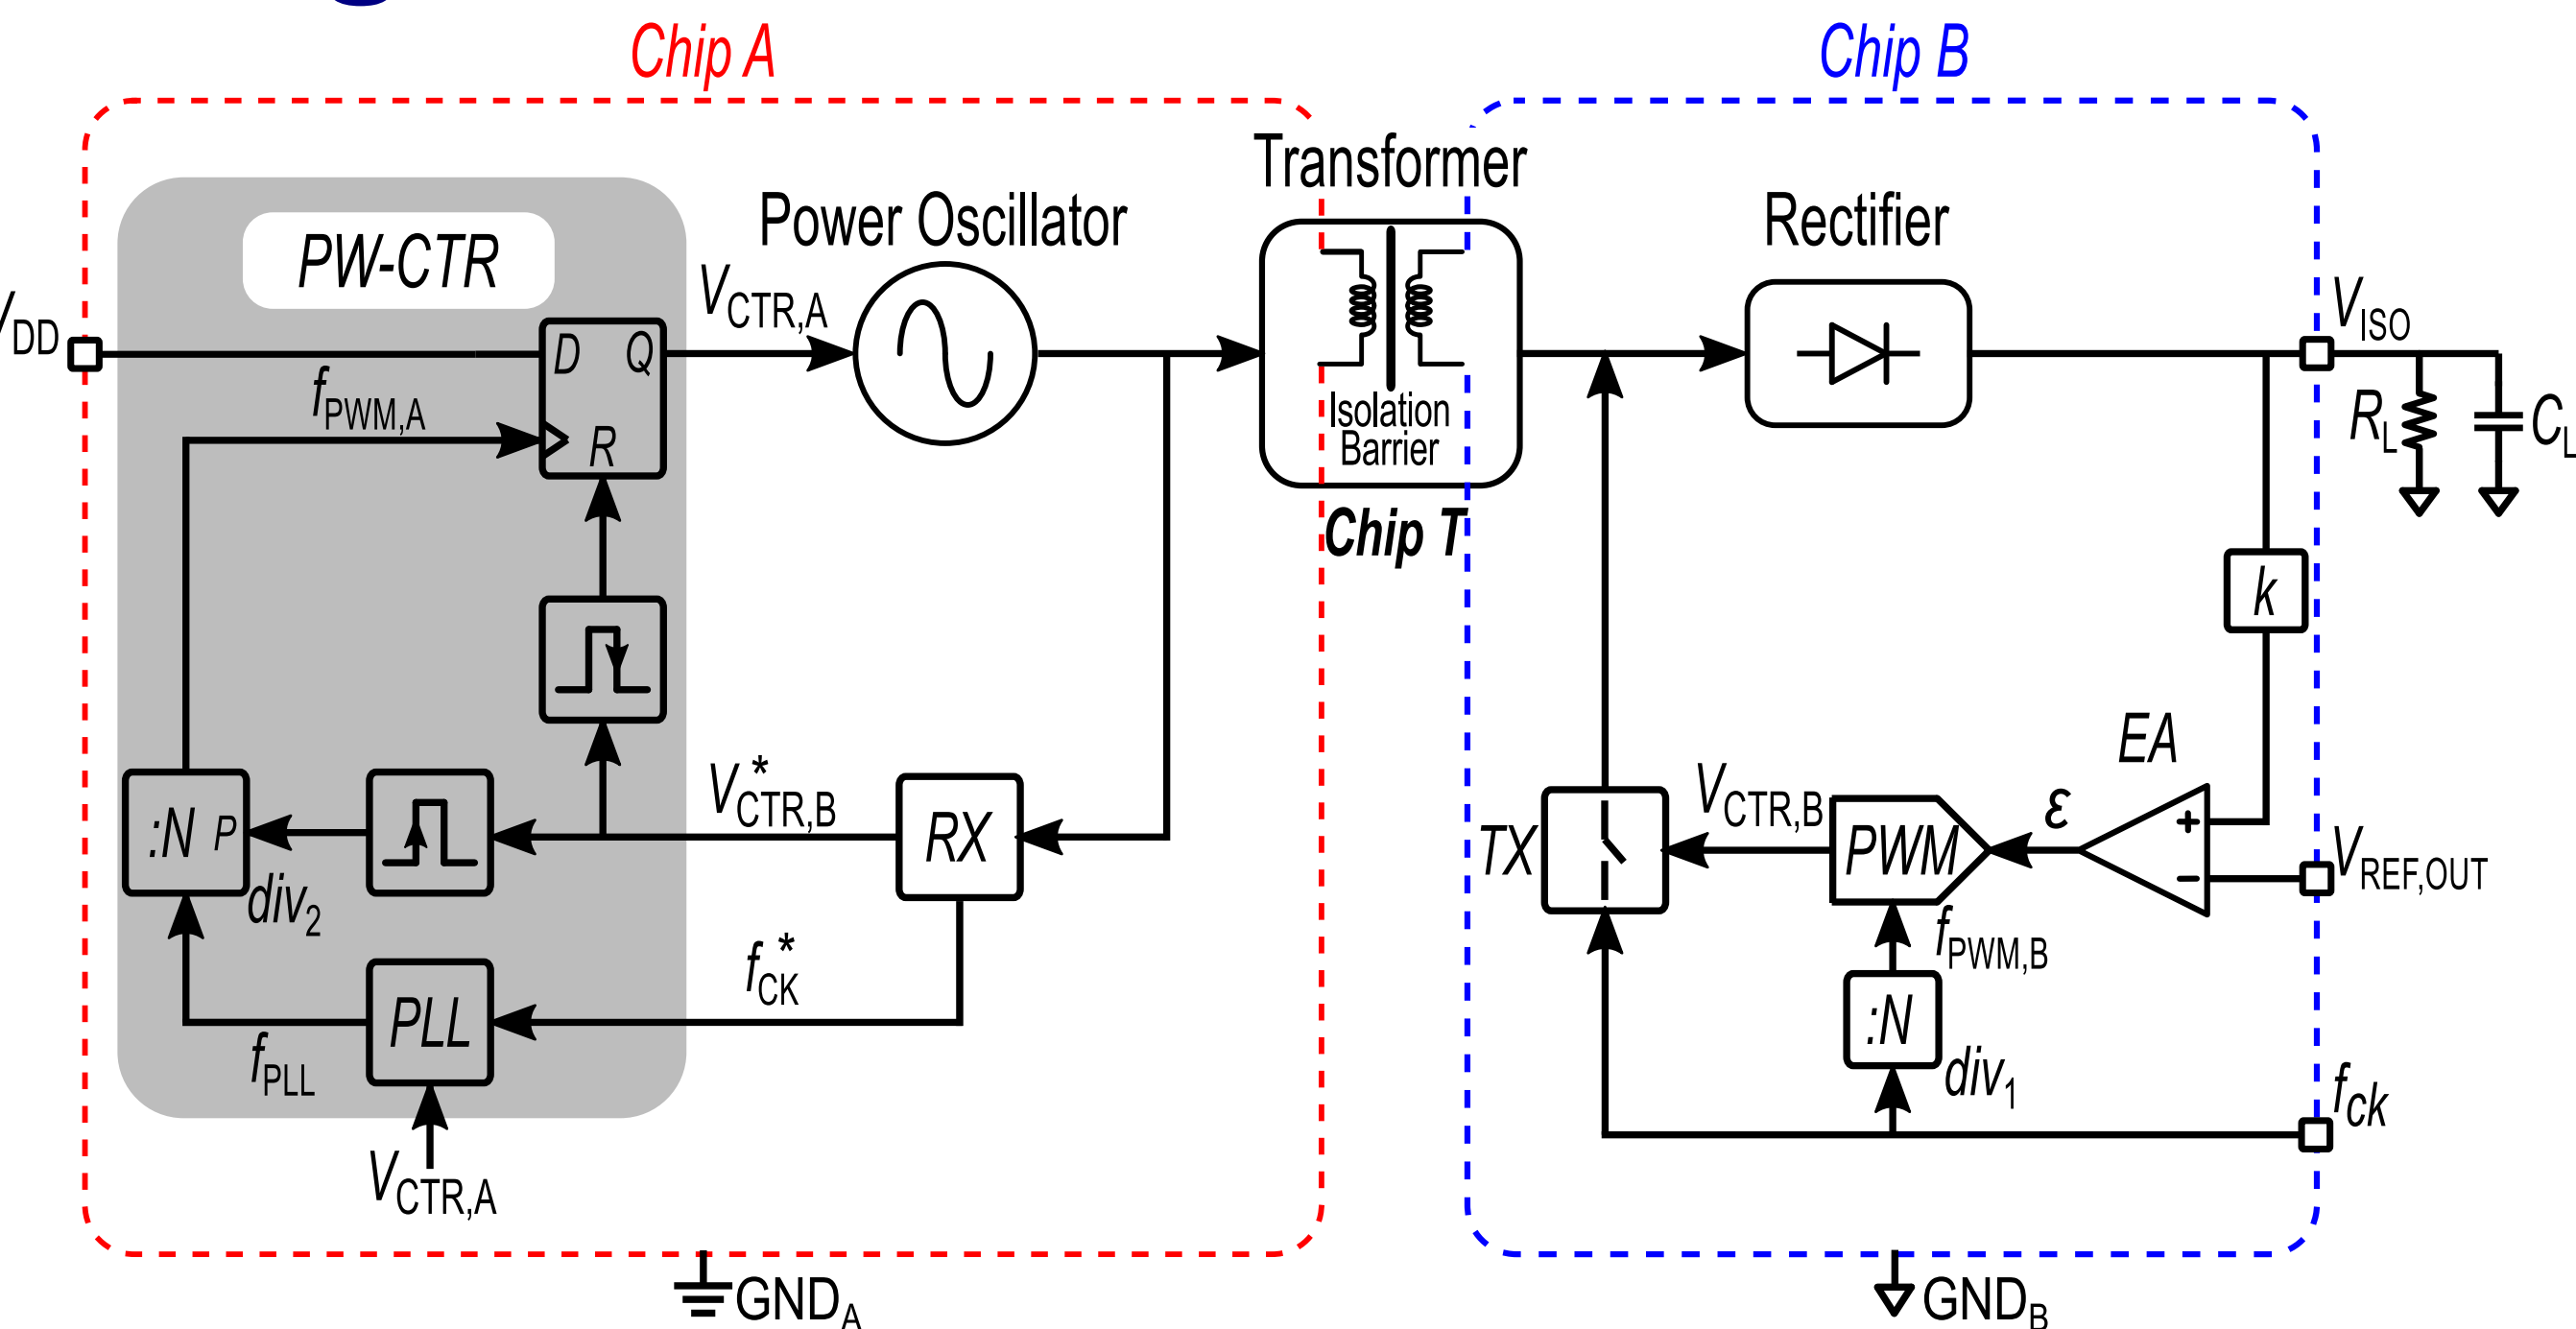 Chip A
Chip B
Transformer
PW-CTR
Power Oscillator
Rectifier
VDD
VCTR,A
VISO
D
Q
fPWM,A
R
Isolation
Barrier
RL
CL
Chip T
k
EA
:N
P
V*CTR,B
RX
TX
VCTR,B
PWM
ε
+
−
VREF,OUT
div2
f*CK
fPWM,B
PLL
:N
fPLL
div1
fck
VCTR,A
GNDA
GNDB